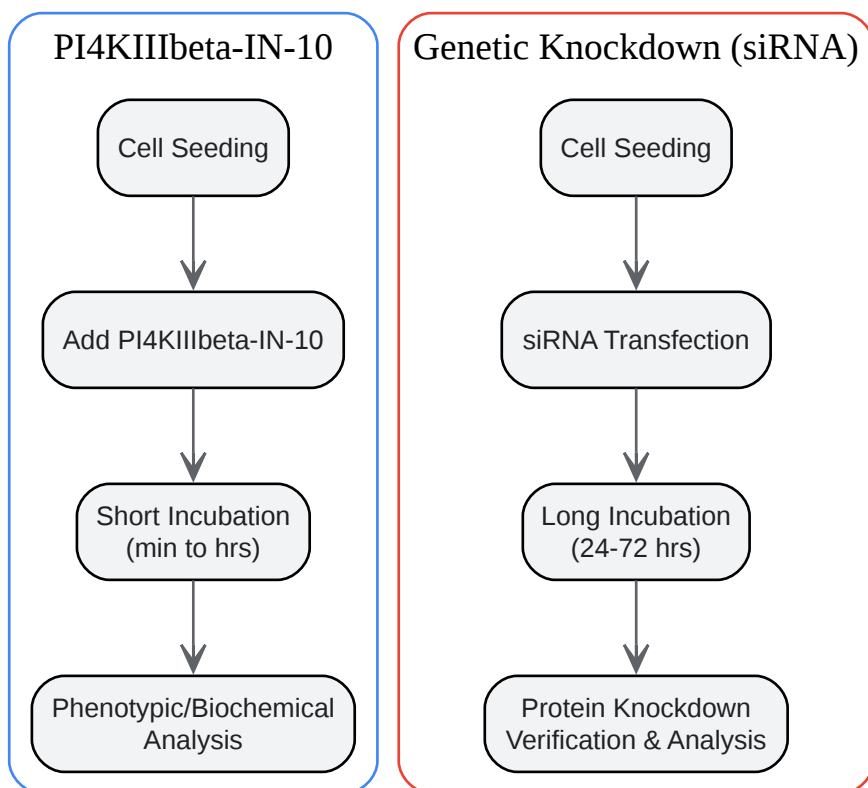 PI4KIIIbeta-IN-10
Cell Seeding
Add PI4KIIIbeta-IN-10
Short Incubation
(min to hrs)
Phenotypic/Biochemical
Analysis
Genetic Knockdown (siRNA)
Cell Seeding
siRNA Transfection
Long Incubation
(24-72 hrs)
Protein Knockdown
Verification & Analysis